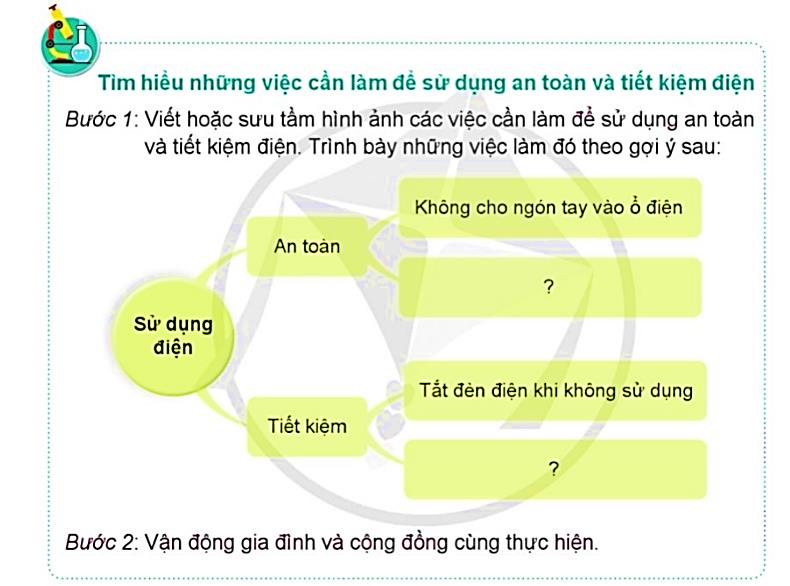 Tìm hiểu những việc cần làm để sử dụng an toàn và tiết kiệm điện
Bước 1: Viết hoặc sưu tầm hình ảnh các việc cần làm để sử dụng an toàn
và tiết kiệm điện. Trình bày những việc làm đó theo gợi ý sau:
Không cho ngón tay vào ổ điện
An toàn
?
Sử dụng
điện
Tắt đèn điện khi không sử dụng
Tiết kiệm
?
Bước 2: Vận động gia đình và cộng đồng cùng thực hiện.